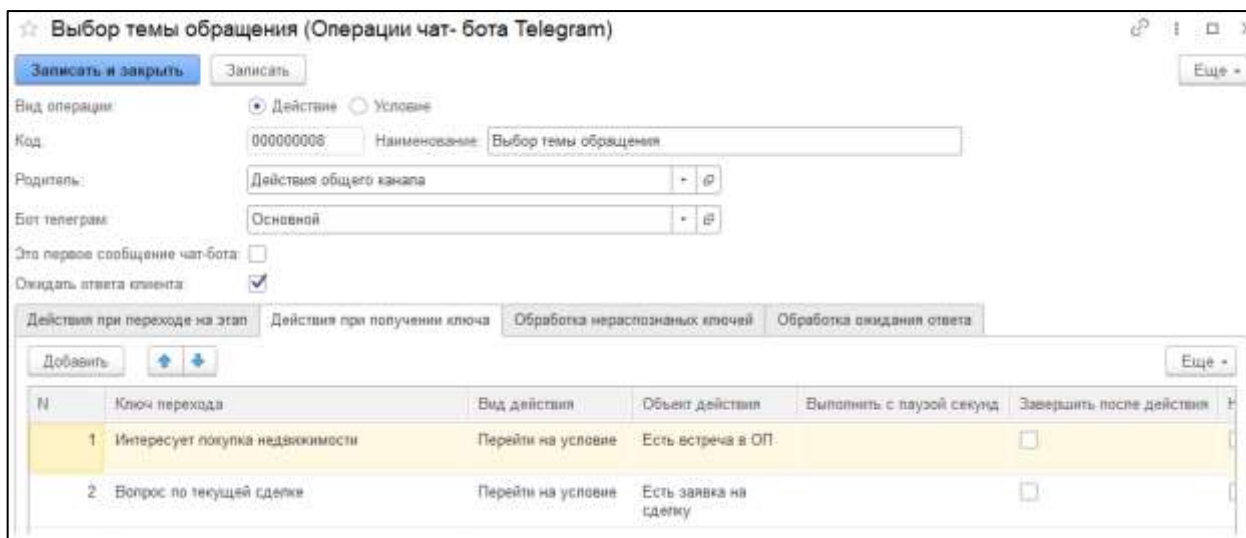 Выбор темы обращения (Операции чат- бота Telegram)
Записать и закрыть Записать Еще
Вид операции: Действие Условие
Код: 000000008 Наименование: Выбор темы обращения
Родитель: Действия общего канала
Бот телеграм: Основной
Это первое сообщение чат-бота:
Ожидать ответа клиента:
Действия при переходе на этап Действия при получении ключа Обработка нераспознаных ключей Обработка ожидания ответа
Добавить Еще
N Ключ перехода Вид действия Объект действия Выполнить с паузой секунд Завершить после действия
1 Интересует покупка недвижимости Перейти на условие Есть встреча в ОП
2 Вопрос по текущей сделке Перейти на условие Есть заявка на
сделку